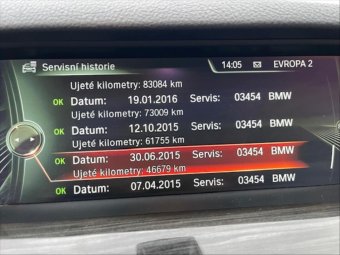 Servisní historie 14:05 EVROPA 2
Ujeté kilometry: 83084 km
OK Datum: 19.01.2016 Servis: 03454 BMW
Ujeté kilometry: 73009 km
OK Datum: 12.10.2015 Servis: 03454 BMW
Ujeté kilometry: 61755 km
OK Datum: 30.06.2015 Servis: 03454 BMW
Ujeté kilometry: 46679 km
OK Datum: 07.04.2015 Servis: 03454 BMW